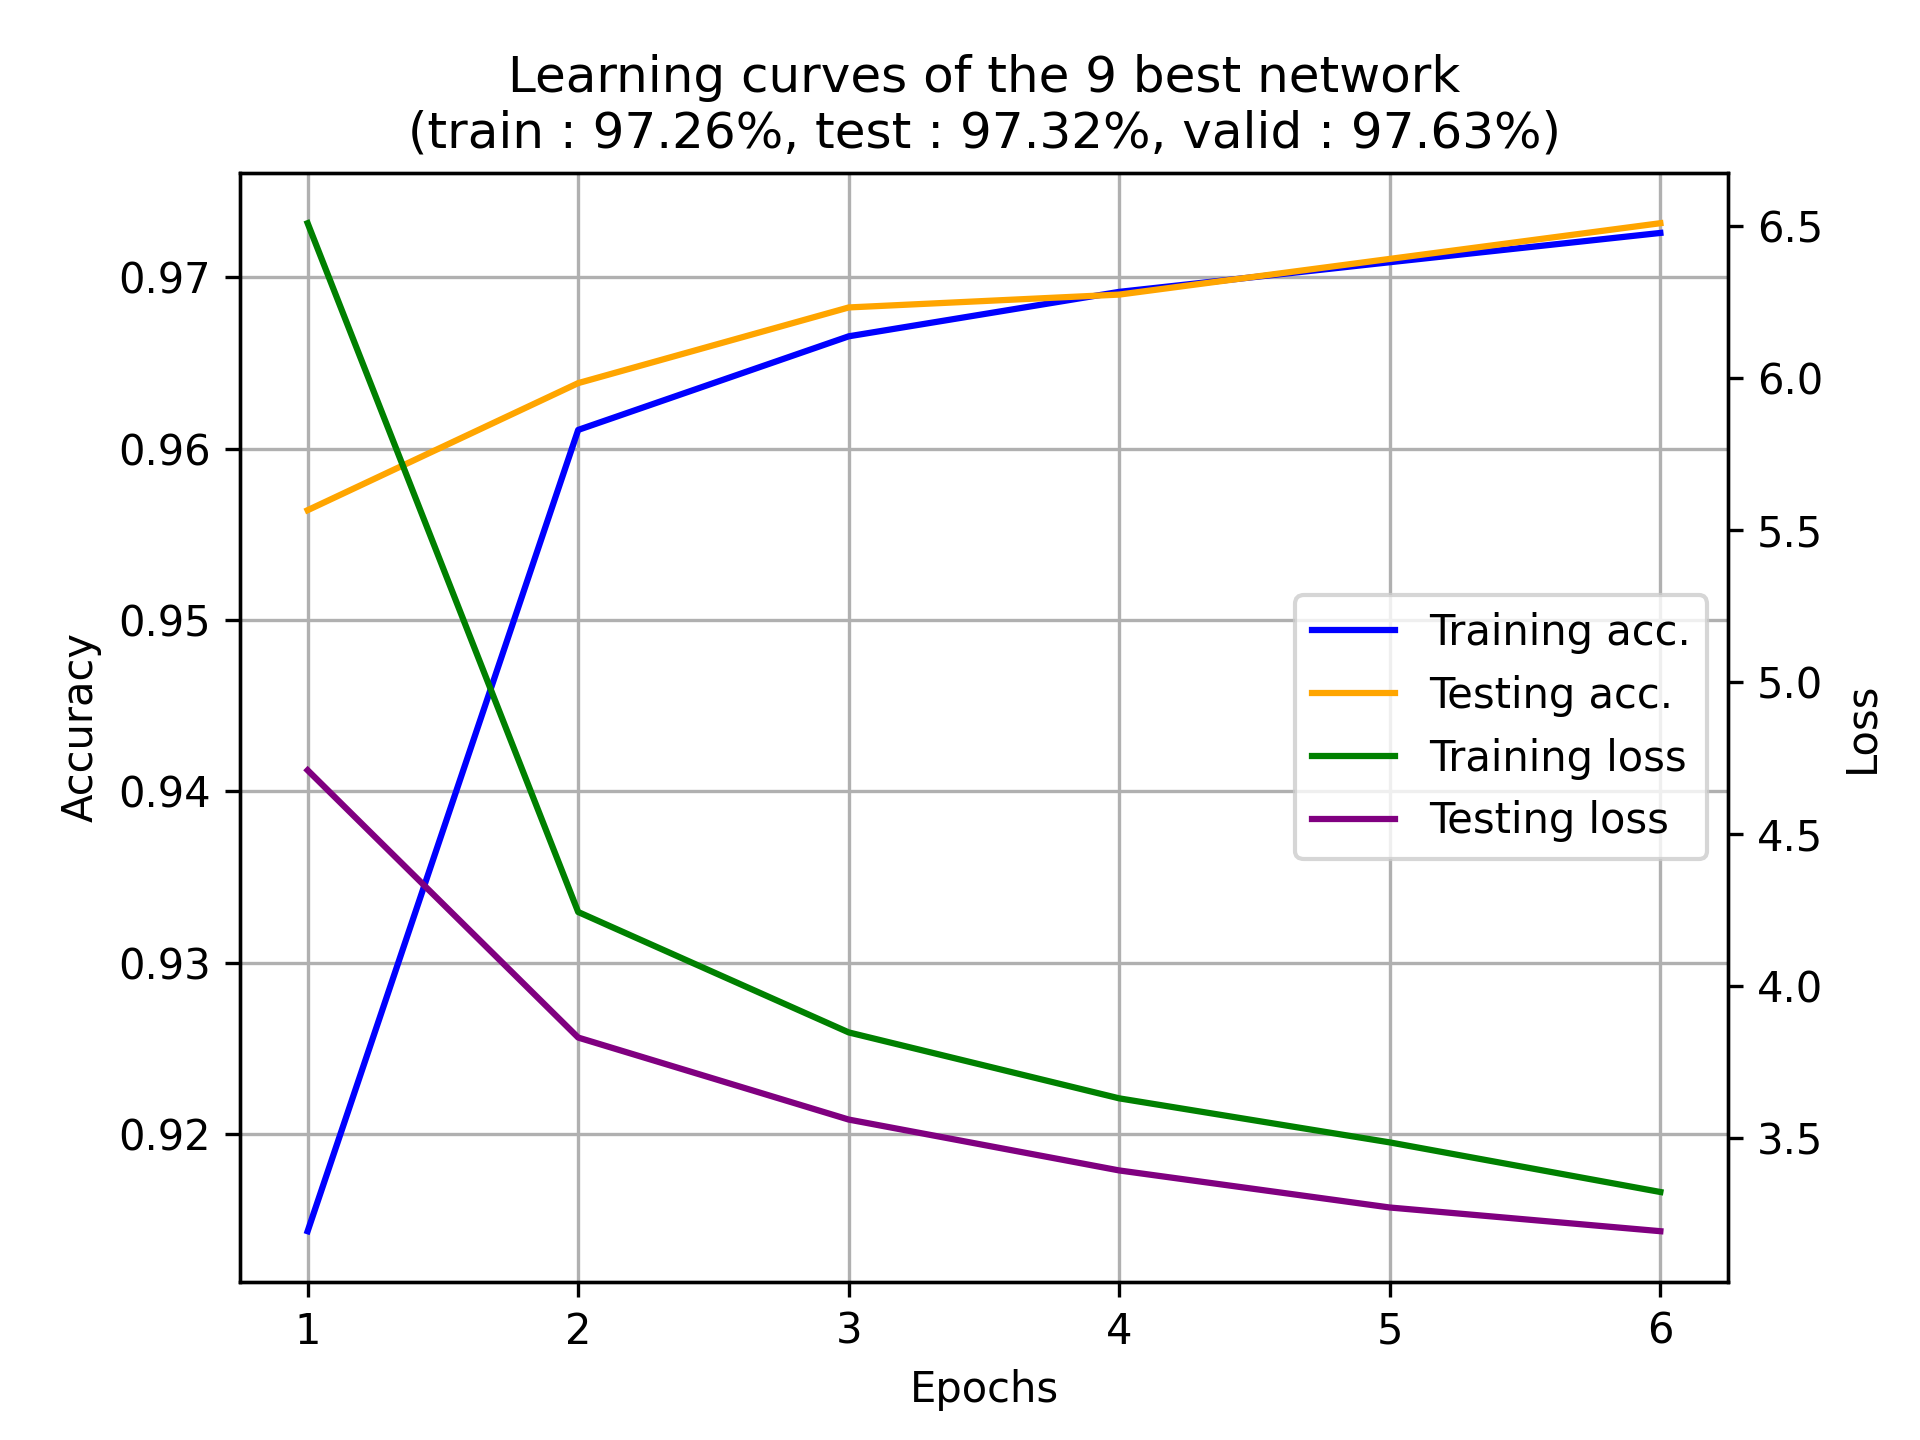 Learning curves of the 9 best network
(train : 97.26%, test : 97.32%, valid : 97.63%)
Accuracy
0.97
0.96
0.95
0.94
0.93
0.92
6.5
6.0
5.5
5.0
4.5
4.0
3.5
Loss
Training acc.
Testing acc.
Training loss
Testing loss
1 2 3 4 5 6
Epochs